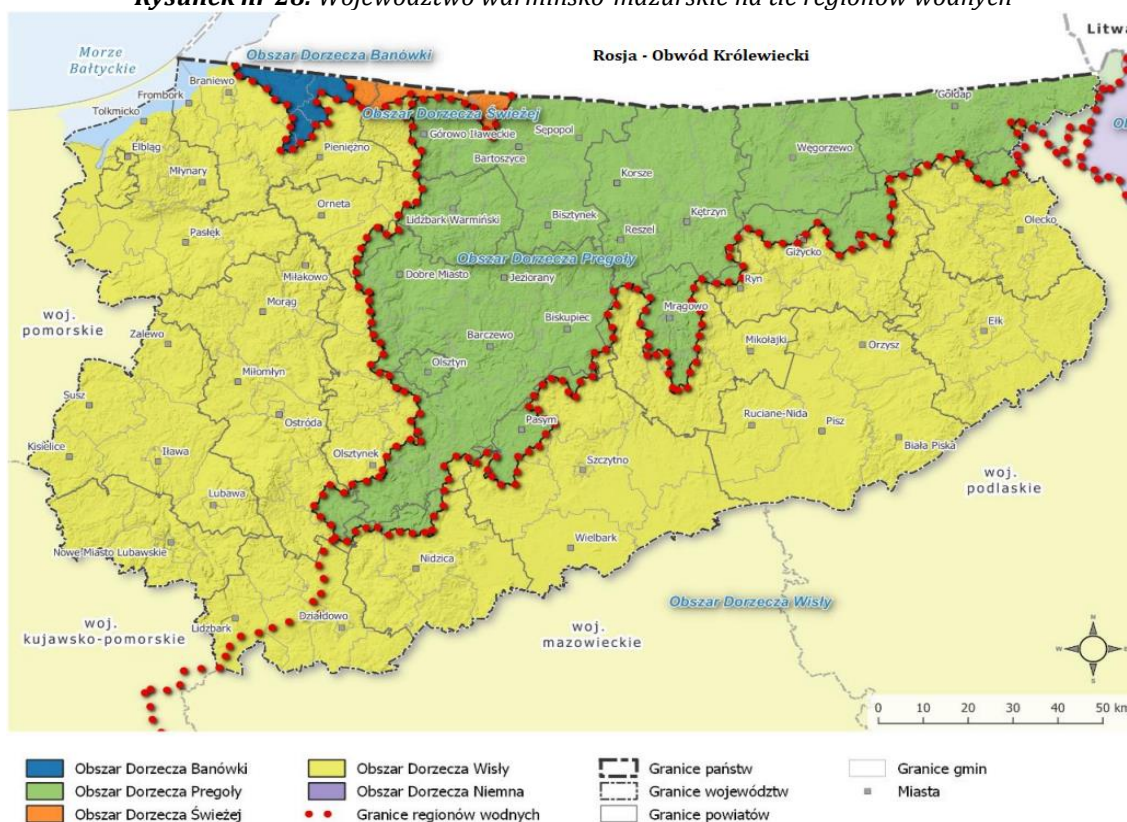 Rysunek nr 28. Województwo warmińsko-mazurskie na tle regionów wodnych
Litwa
Morze
Bałtyckie
Obszar Dorzecza Banówki
Rosja - Obwód Królewiecki
Braniewo
Frombork
Tolkmicko
Gołdap
Obszar Dorzecza Świeżej
Górowo Iławeckie
Sępopol
Elbląg
Pieniężno
Bartoszyce
Węgorzewo
Młynary
Korsze
Orneta
Lidzbark Warmiński
Bisztynek
Kętrzyn
Olecko
Pasłęk
Reszel
Giżycko
Obszar Dorzecza Pregoły
Miłakowo
Dobre Miasto
Jeziorany
Ryn
Morąg
woj.
pomorskie
Zalewo
Biskupiec
Mrągowo
Ełk
Barczewo
Mikołajki
Orzysz
Olsztyn
Miłomłyn
Susz
Ostróda
Ruciane-Nida
Pisz
Pasym
Biała Piska
Kisielice
Iława
Olsztynek
Szczytno
woj.
podlaskie
Lubawa
Wielbark
Nowe Miasto Lubawskie
Nidzica
Obszar Dorzecza Wisły
woj.
kujawsko-pomorskie
Lidzbark
Działdowo
woj.
mazowieckie
N
W
E
S
0 10 20 30 40 50 km
Obszar Dorzecza Banówki
Obszar Dorzecza Wisły
Granice państw
Granice gmin
Obszar Dorzecza Pregoły
Obszar Dorzecza Niemna
Granice województw
Miasta
Obszar Dorzecza Świeżej
Granice regionów wodnych
Granice powiatów